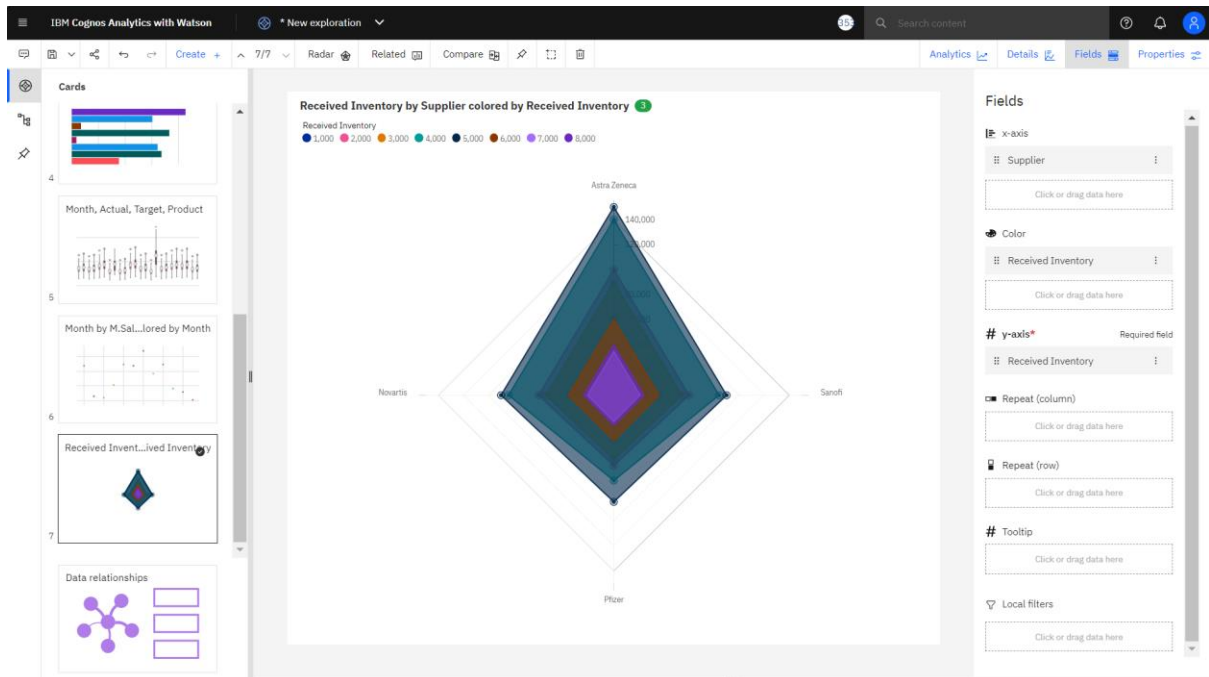 IBM Cognos Analytics with Watson
* New exploration
353
Search content
Create +
7/7
Radar
Related
Compare
Analytics
Details
Fields
Properties
Cards
4
Month, Actual, Target, Product
5
Month by M.Sal...lored by Month
6
Received Invent...ived Inventory
7
Data relationships
Received Inventory by Supplier colored by Received Inventory 3
Received Inventory
1,000 2,000 3,000 4,000 5,000 6,000 7,000 8,000
Astra Zeneca
140,000
Novartis
Sanofi
Pfizer
Fields
x-axis
Supplier
Click or drag data here
Color
Received Inventory
Click or drag data here
# y-axis* Required field
Received Inventory
Repeat (column)
Click or drag data here
Repeat (row)
Click or drag data here
# Tooltip
Click or drag data here
Local filters
Click or drag data here